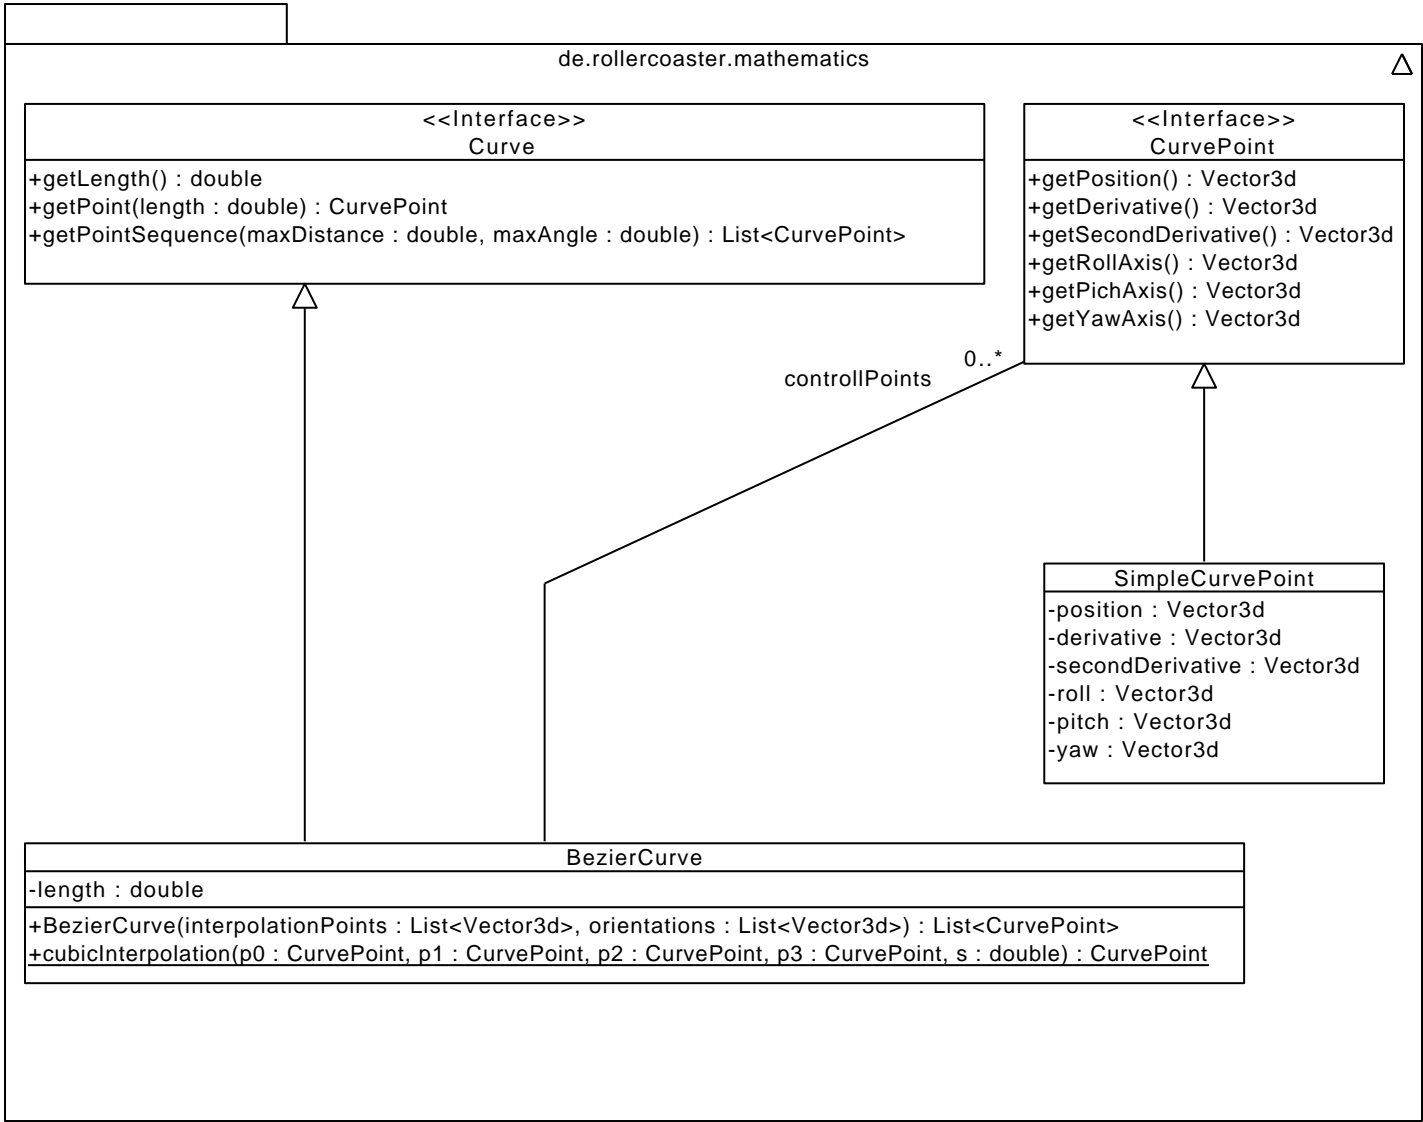 de.rollercoaster.mathematics
<<Interface>>
Curve
+getLength() : double
+getPoint(length : double) : CurvePoint
+getPointSequence(maxDistance : double, maxAngle : double) : List<CurvePoint>
<<Interface>>
CurvePoint
+getPosition() : Vector3d
+getDerivative() : Vector3d
+getSecondDerivative() : Vector3d
+getRollAxis() : Vector3d
+getPichAxis() : Vector3d
+getYawAxis() : Vector3d
0..*
controllPoints
SimpleCurvePoint
-position : Vector3d
-derivative : Vector3d
-secondDerivative : Vector3d
-roll : Vector3d
-pitch : Vector3d
-yaw : Vector3d
BezierCurve
-length : double
+BezierCurve(interpolationPoints : List<Vector3d>, orientations : List<Vector3d>) : List<CurvePoint>
+cubicInterpolation(p0 : CurvePoint, p1 : CurvePoint, p2 : CurvePoint, p3 : CurvePoint, s : double) : CurvePoint